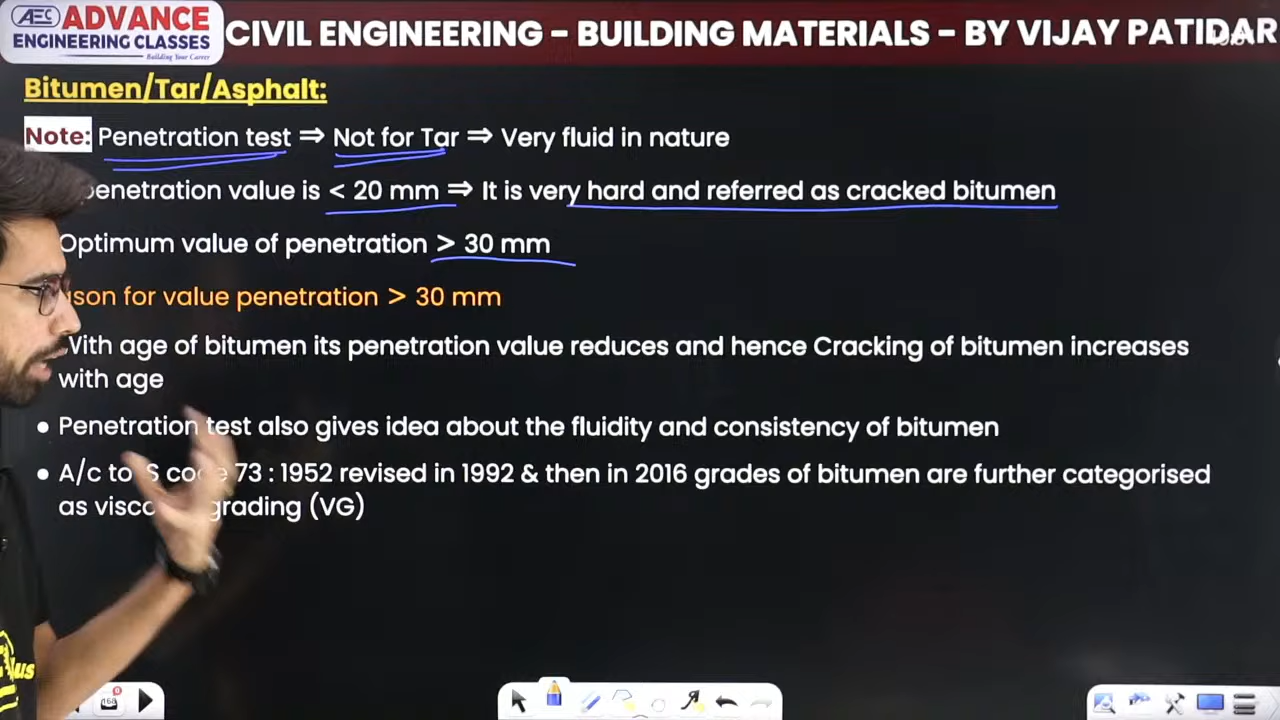 AEC ADVANCE
ENGINEERING CLASSES
Building Your Career
CIVIL ENGINEERING - BUILDING MATERIALS - BY VIJAY PATIDAR
Bitumen/Tar/Asphalt:
Note: Penetration test ⇒ Not for Tar ⇒ Very fluid in nature
penetration value is < 20 mm ⇒ It is very hard and referred as cracked bitumen
Optimum value of penetration > 30 mm
for value penetration > 30 mm
With age of bitumen its penetration value reduces and hence Cracking of bitumen increases
with age
• Penetration test also gives idea about the fluidity and consistency of bitumen
• A/c to 73 : 1952 revised in 1992 & then in 2016 grades of bitumen are further categorised
as grading (VG)
168